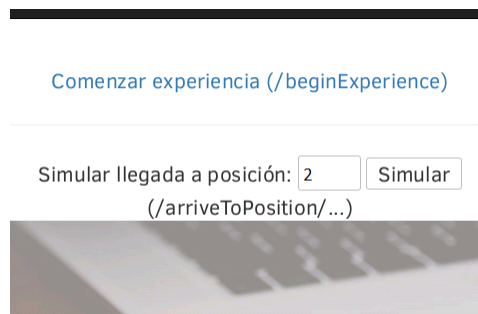 Comenzar experiencia (/beginExperience)
Simular llegada a posición: 2 Simular
(/arriveToPosition/...)